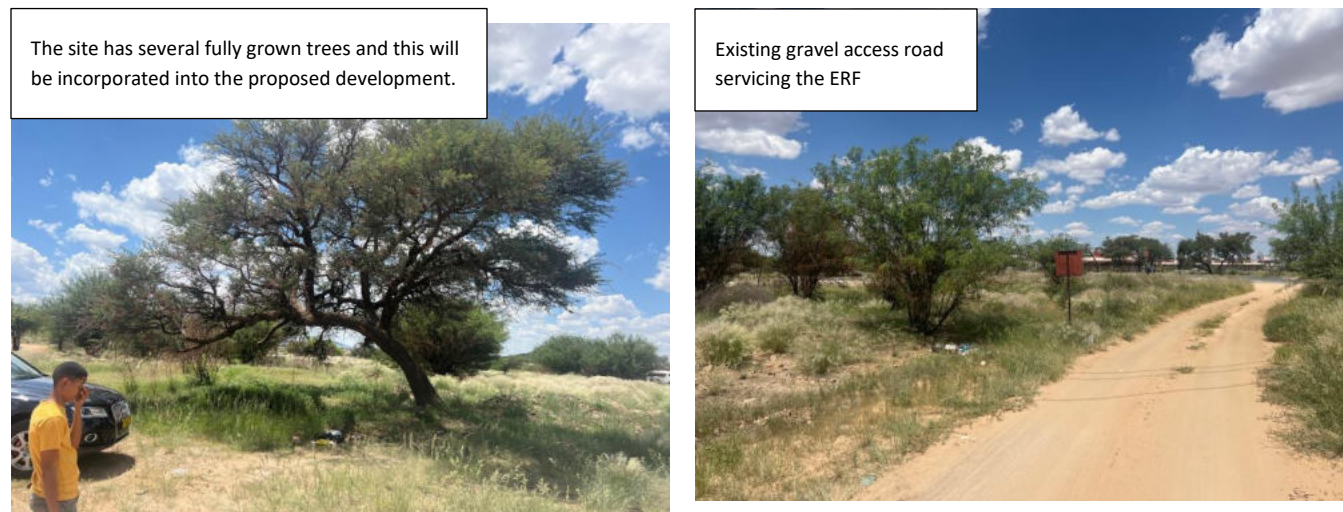 The site has several fully grown trees and this will
be incorporated into the proposed development.
Existing gravel access road
servicing the ERF